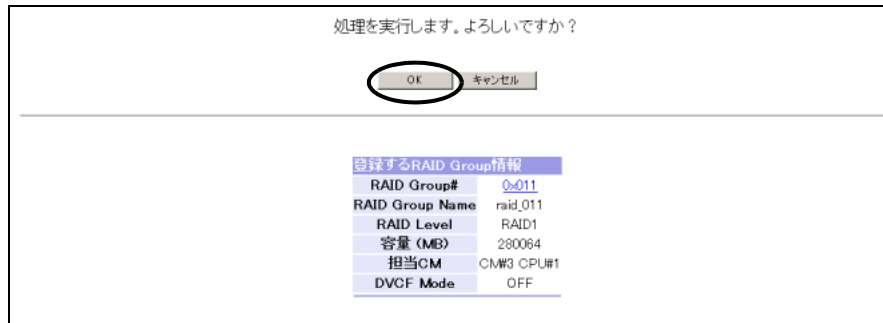 処理を実行します。よろしいですか？
OK キャンセル
登録するRAID Group情報
RAID Group# 0x011
RAID Group Name raid_011
RAID Level RAID1
容量 (MB) 280064
担当CM CM#3 CPU#1
DVCF Mode OFF